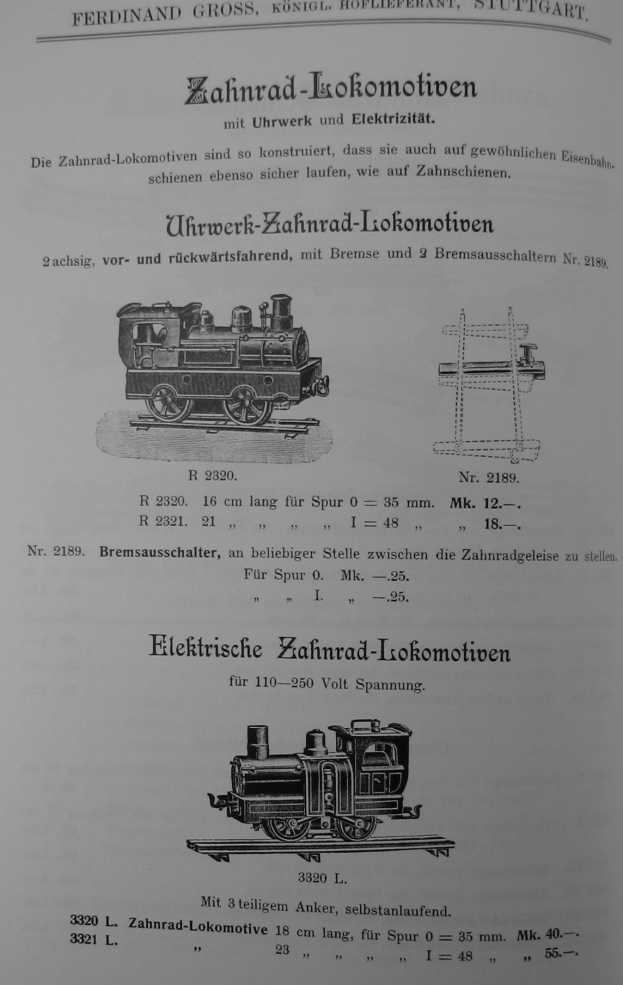 FERDINAND GROSS, KÖNIGL. HOFLIEFERANT, STUTTGART.
Zahnrad-Lokomotiven
mit Uhrwerk und Elektrizität.
Die Zahnrad-Lokomotiven sind so konstruiert, dass sie auch auf gewöhnlichen Eisenbahn-
schienen ebenso sicher laufen, wie auf Zahnschienen.
Uhrwerk-Zahnrad-Lokomotiven
2 achsig, vor- und rückwärtsfahrend, mit Bremse und 2 Bremsausschaltern Nr. 2189.
R 2320. Nr. 2189.
R 2320. 16 cm lang für Spur 0 = 35 mm. Mk. 12.—.
R 2321. 21 „ „ „ „ I = 48 „ „ 18.—.
Nr. 2189. Bremsausschalter, an beliebiger Stelle zwischen die Zahnradgeleise zu stellen.
Für Spur 0. Mk. —.25.
„ „ I. „ —.25.
Elektrische Zahnrad-Lokomotiven
für 110—250 Volt Spannung.
3320 L.
Mit 3 teiligem Anker, selbstanlaufend.
3320 L. Zahnrad-Lokomotive 18 cm lang, für Spur 0 = 35 mm. Mk. 40.—.
3321 L. „ 23 „ „ „ „ I = 48 „ „ 55.—.